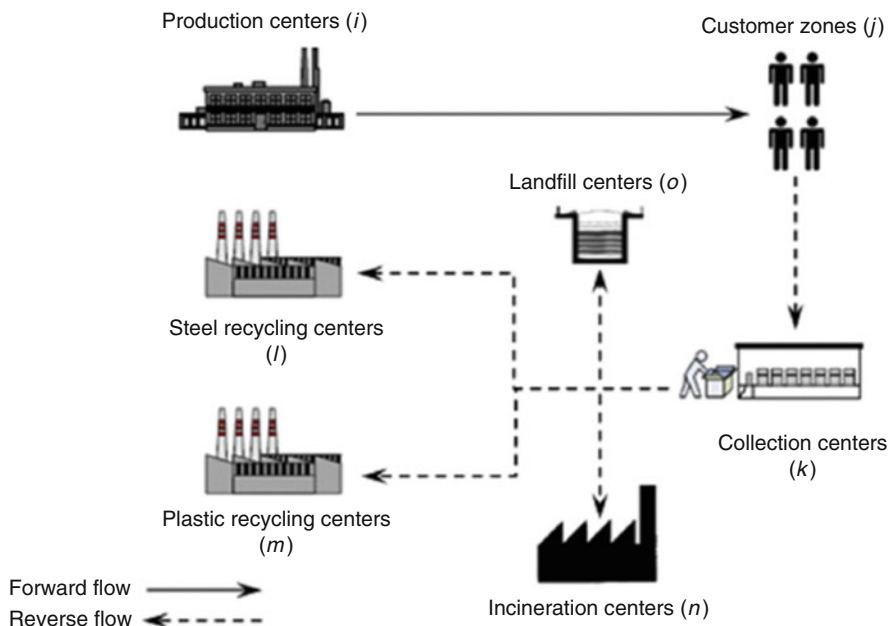 Production centers (i)
Customer zones (j)
Landfill centers (o)
Steel recycling centers
(l)
Collection centers
(k)
Plastic recycling centers
(m)
Forward flow
Reverse flow
Incineration centers (n)